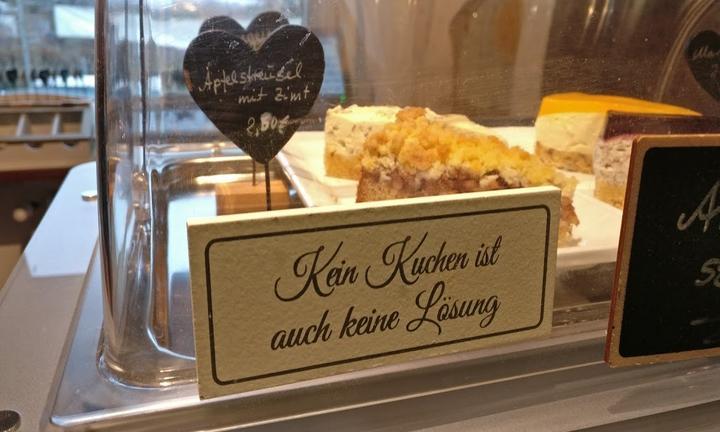 Apfelstreusel
mit Zimt
2,80€
Kein Kuchen ist
auch keine Lösung